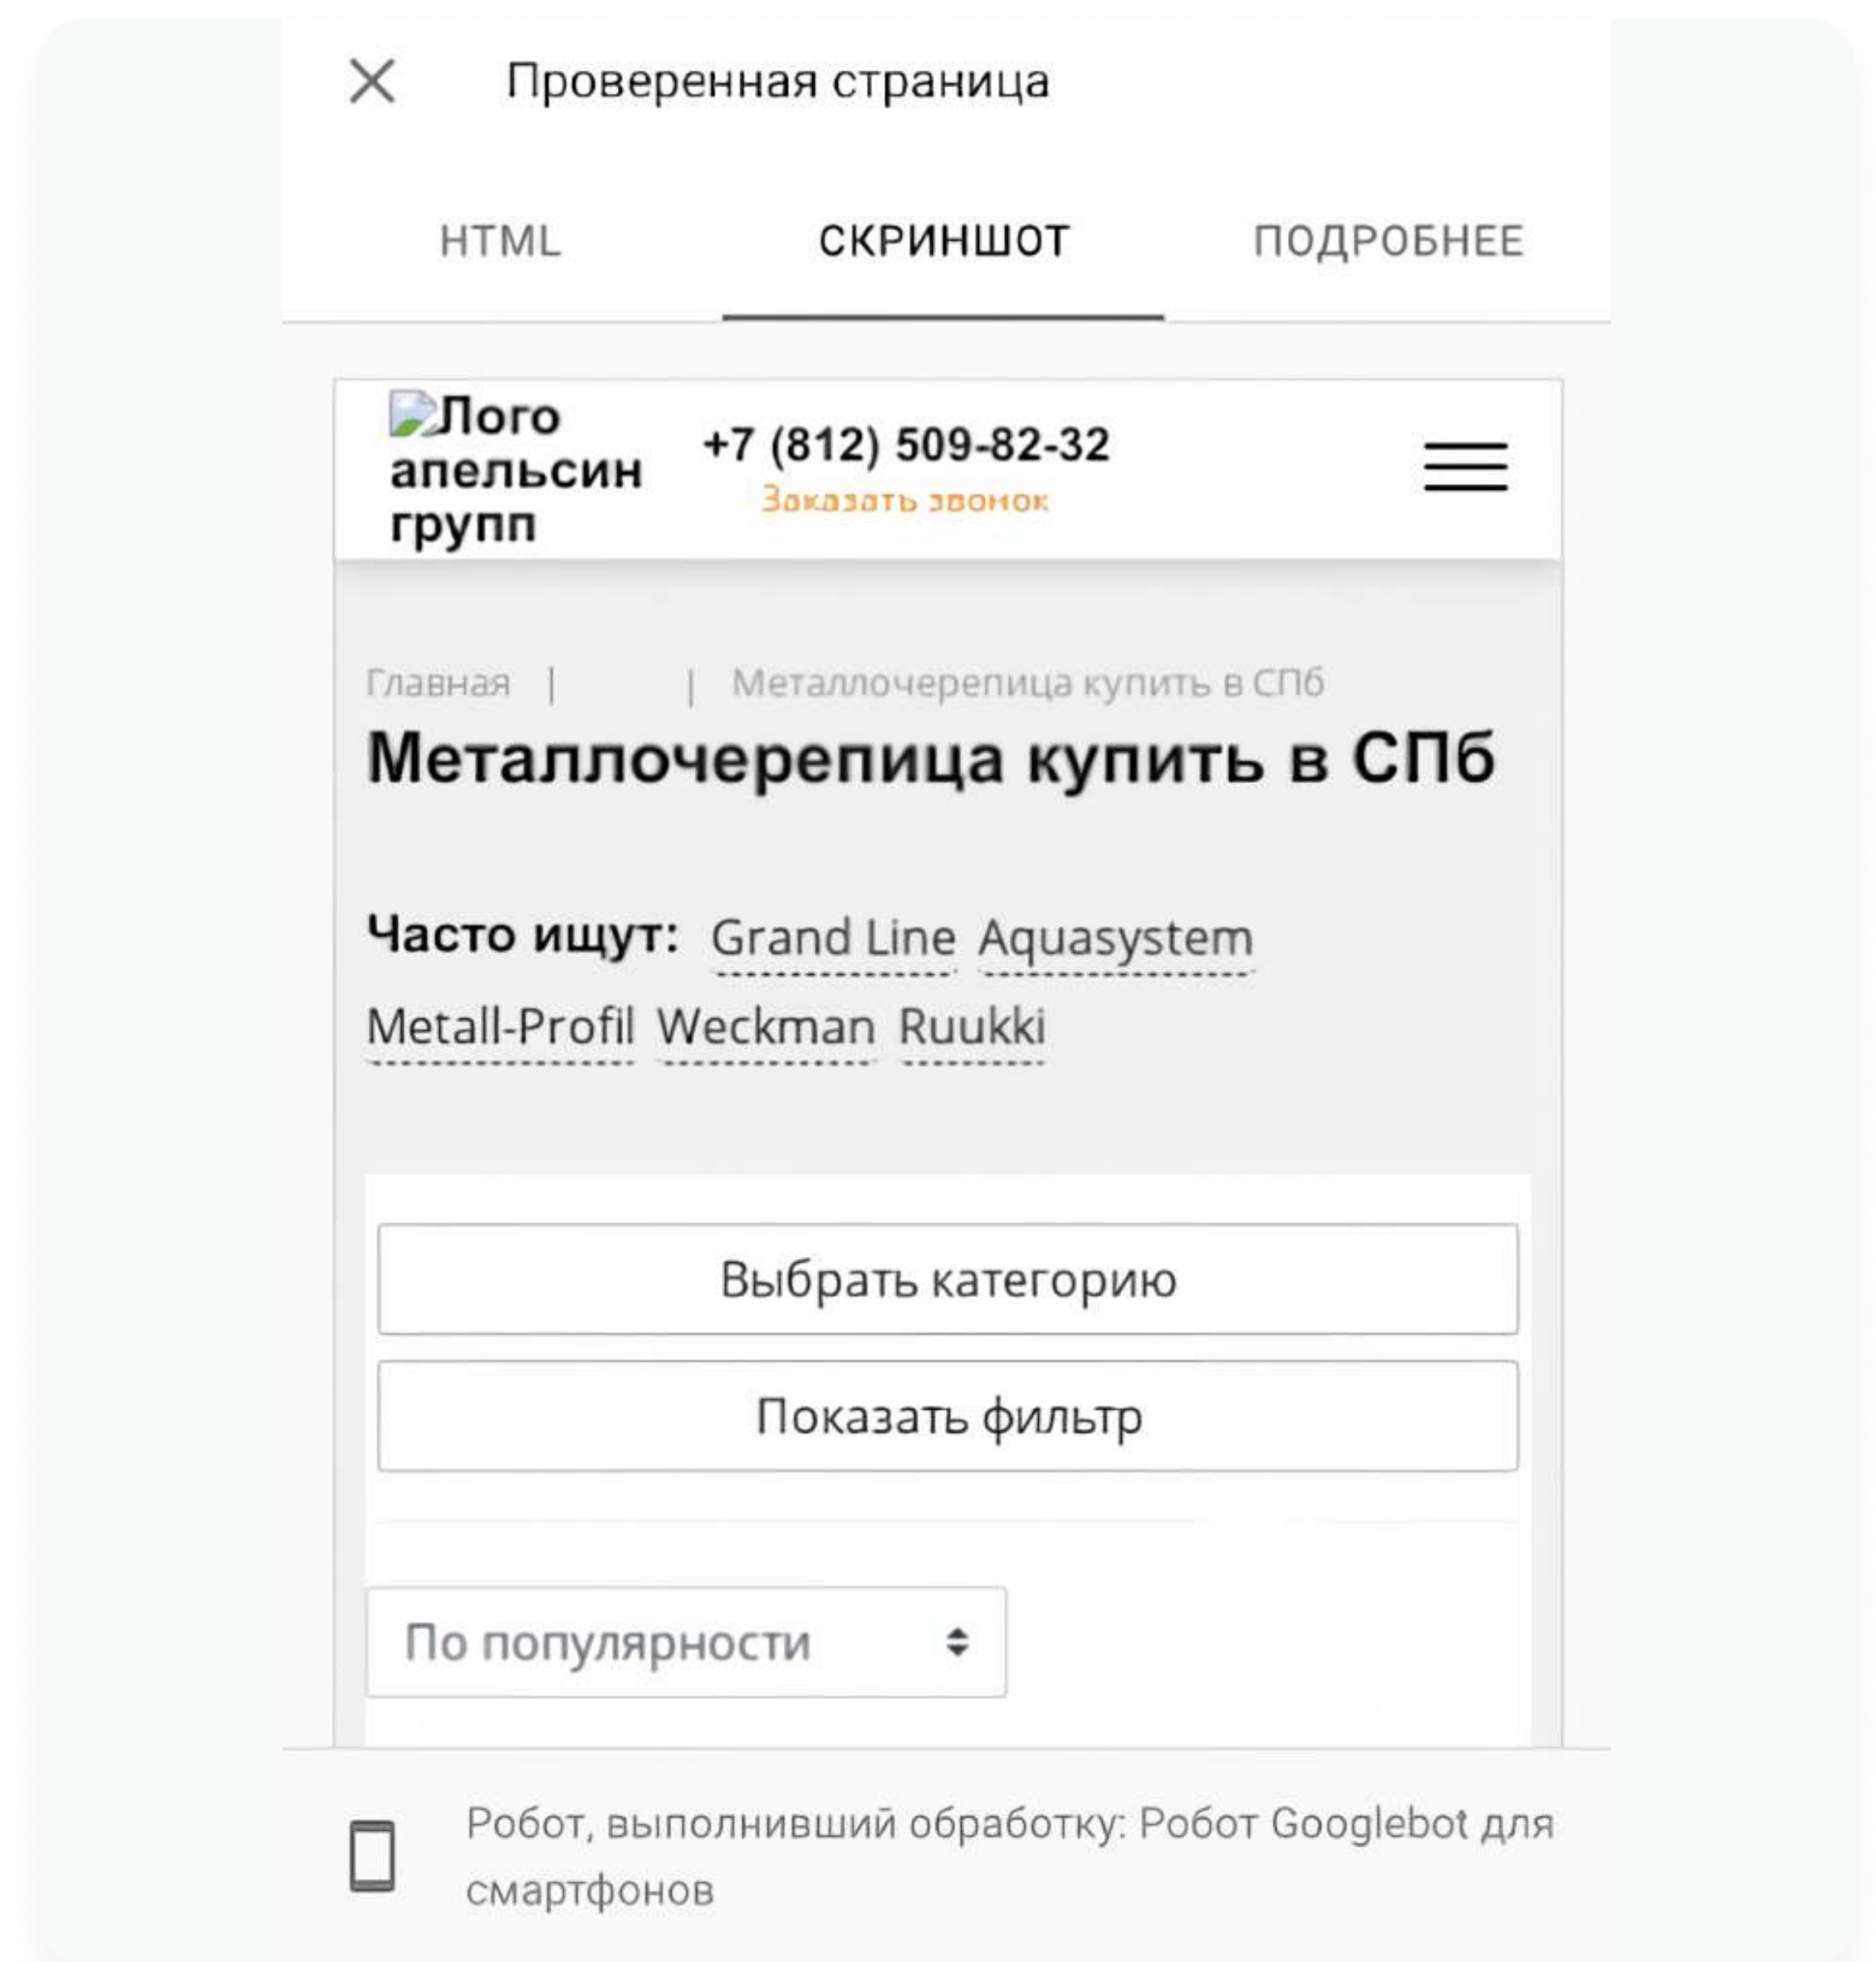 Проверенная страница
HTML СКРИНШОТ ПОДРОБНЕЕ
Лого
апельсин
групп
+7 (812) 509-82-32
Заказать звонок
Главная | | Металлочерепица купить в СПб
Металлочерепица купить в СПб
Часто ищут: Grand Line Aquasystem
Metall-Profil Weckman Ruukki
Выбрать категорию
Показать фильтр
По популярности
Робот, выполнивший обработку: Робот Googlebot для
смартфонов